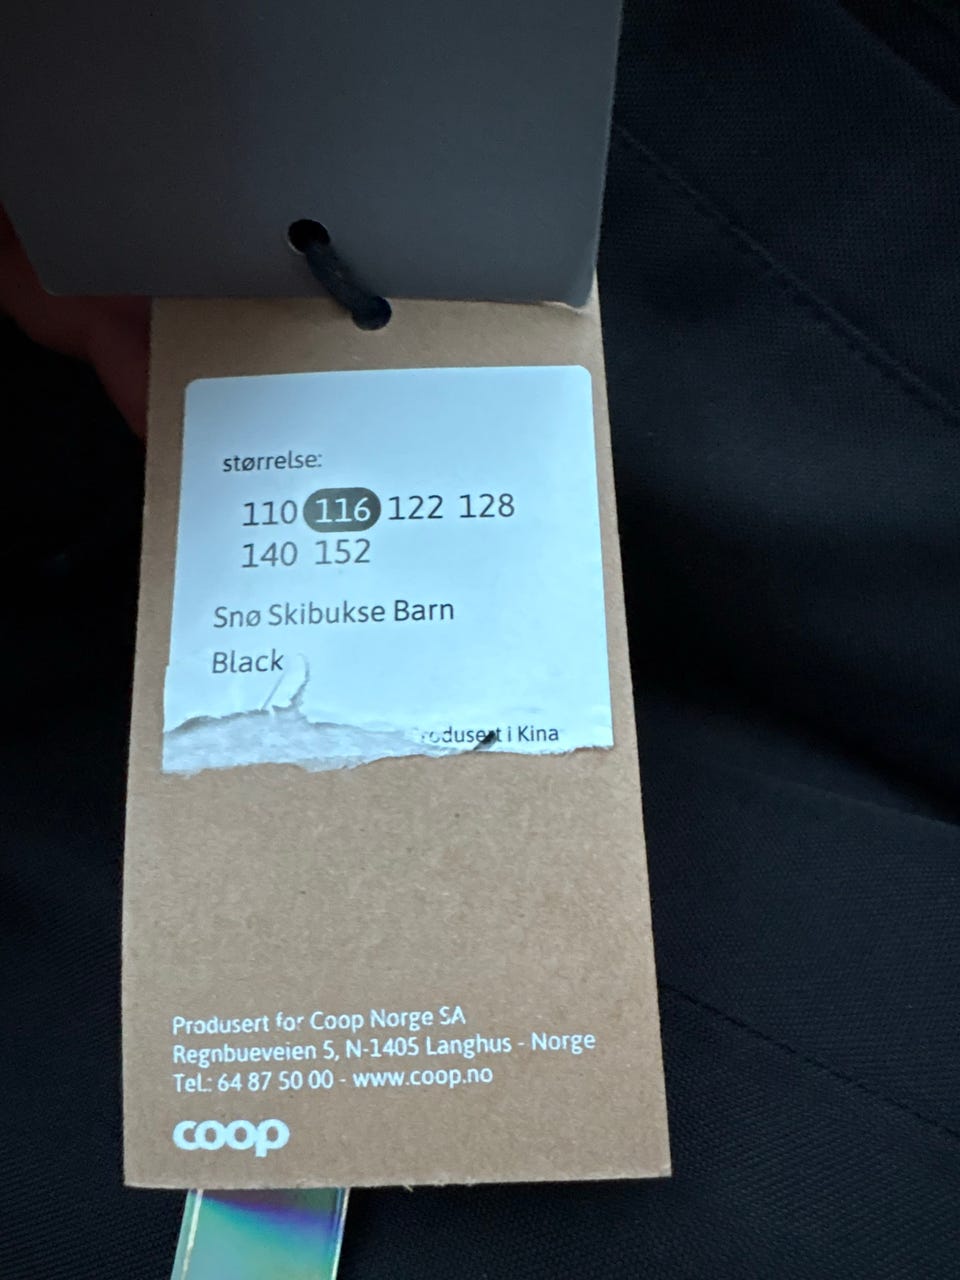 størrelse:
110 116 122 128
140 152
Snø Skibukse Barn
Black
Produsert i Kina
Produsert for Coop Norge SA
Regnbueveien 5, N-1405 Langhus - Norge
Tel.: 64 87 50 00 - www.coop.no
coop